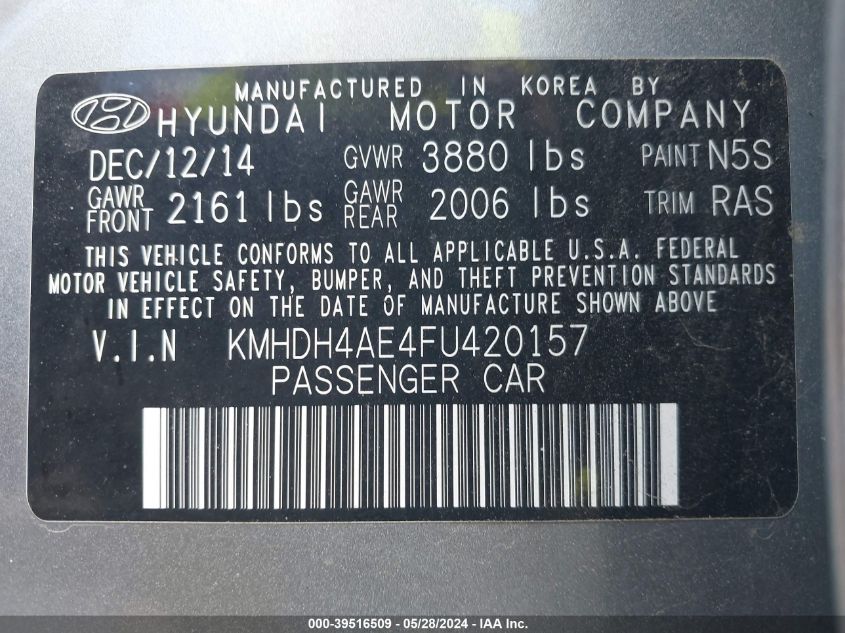 MANUFACTURED IN KOREA BY
HYUNDAI MOTOR COMPANY
DEC/12/14 GVWR 3880 lbs PAINT N5S
GAWR FRONT 2161 lbs GAWR REAR 2006 lbs TRIM RAS
THIS VEHICLE CONFORMS TO ALL APPLICABLE U.S.A. FEDERAL
MOTOR VEHICLE SAFETY, BUMPER, AND THEFT PREVENTION STANDARDS
IN EFFECT ON THE DATE OF MANUFACTURE SHOWN ABOVE
V.I.N KMHDH4AE4FU420157
PASSENGER CAR
000-39516509 - 05/28/2024 - IAA Inc.